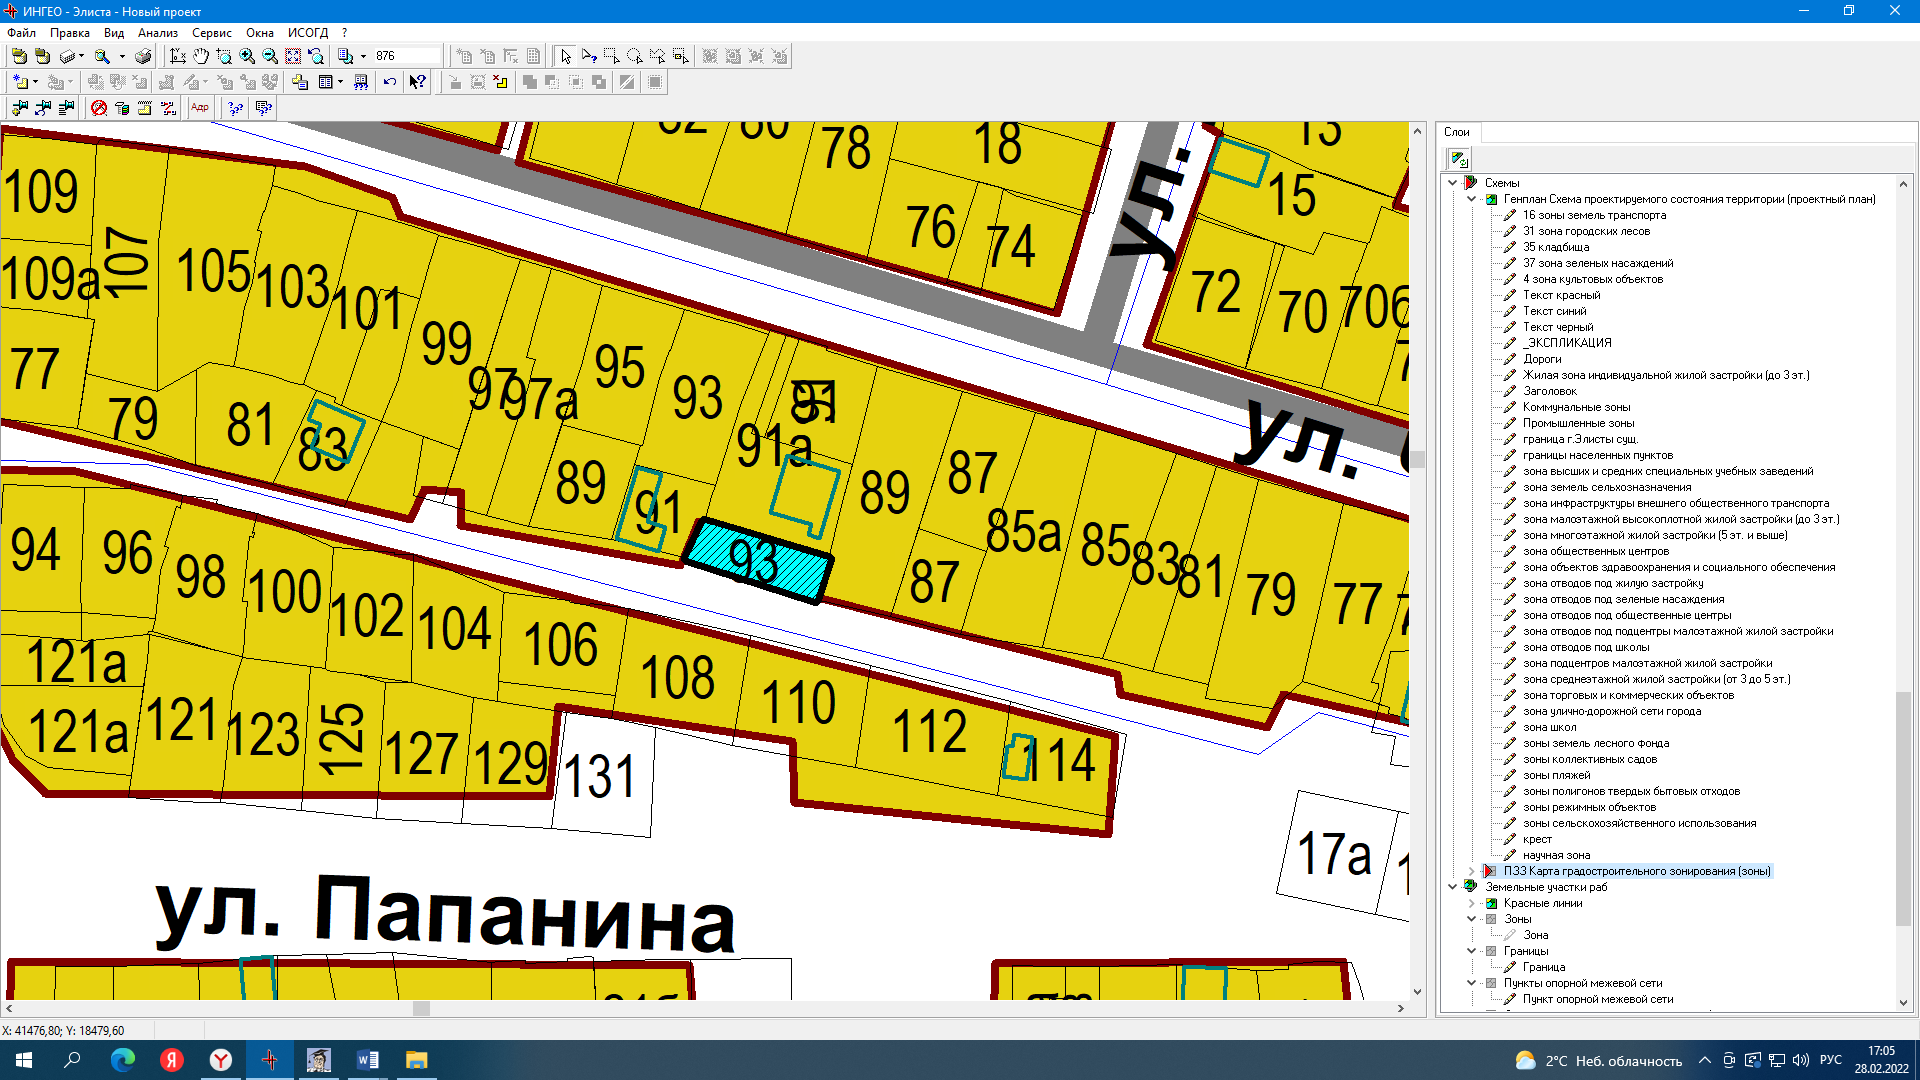 ИНГЕО - Элиста - Новый проект
Файл Правка Вид Анализ Сервис Окна ИСОГД ?
876
Адр
109
107
109а
105
103
101
99
97
97а
95
93
91а
77
79
81
83
89
91
93
78
18
76
74
13
15
72
70
70б
ул.
ул.
89
87
87
85а
85
83
81
79
77
94
96
98
100
102
104
106
108
110
112
114
121а
121а
121
123
125
127
129
131
17а
ул. Папанина
Слои
Схемы
Генплан Схема проектируемого состояния территории (проектный план)
16 зоны земель транспорта
31 зона городских лесов
35 кладбища
37 зона зеленых насаждений
4 зона культовых объектов
Текст красный
Текст синий
Текст черный
_ЭКСПЛИКАЦИЯ
Дороги
Жилая зона индивидуальной жилой застройки (до 3 эт.)
Заголовок
Коммунальные зоны
Промышленные зоны
граница г.Элисты сущ.
границы населенных пунктов
зона высших и средних специальных учебных заведений
зона земель сельхозназначения
зона инфраструктуры внешнего общественного транспорта
зона малоэтажной высокоплотной жилой застройки (до 3 эт.)
зона многоэтажной жилой застройки (5 эт. и выше)
зона общественных центров
зона объектов здравоохранения и социального обеспечения
зона отводов под жилую застройку
зона отводов под зеленые насаждения
зона отводов под общественные центры
зона отводов под подцентры малоэтажной жилой застройки
зона отводов под школы
зона подцентров малоэтажной жилой застройки
зона среднеэтажной жилой застройки (от 3 до 5 эт.)
зона торговых и коммерческих объектов
зона улично-дорожной сети города
зона школ
зоны земель лесного фонда
зоны коллективных садов
зоны пляжей
зоны полигонов твердых бытовых отходов
зоны режимных объектов
зоны сельскохозяйственного использования
крест
научная зона
ПЗЗ Карта градостроительного зонирования (зоны)
Земельные участки раб
Красные линии
Зоны
Зона
Границы
Граница
Пункты опорной межевой сети
Пункт опорной межевой сети
X: 41476,80; Y: 18479,60
2°C Неб. облачность
РУС
17:05
28.02.2022